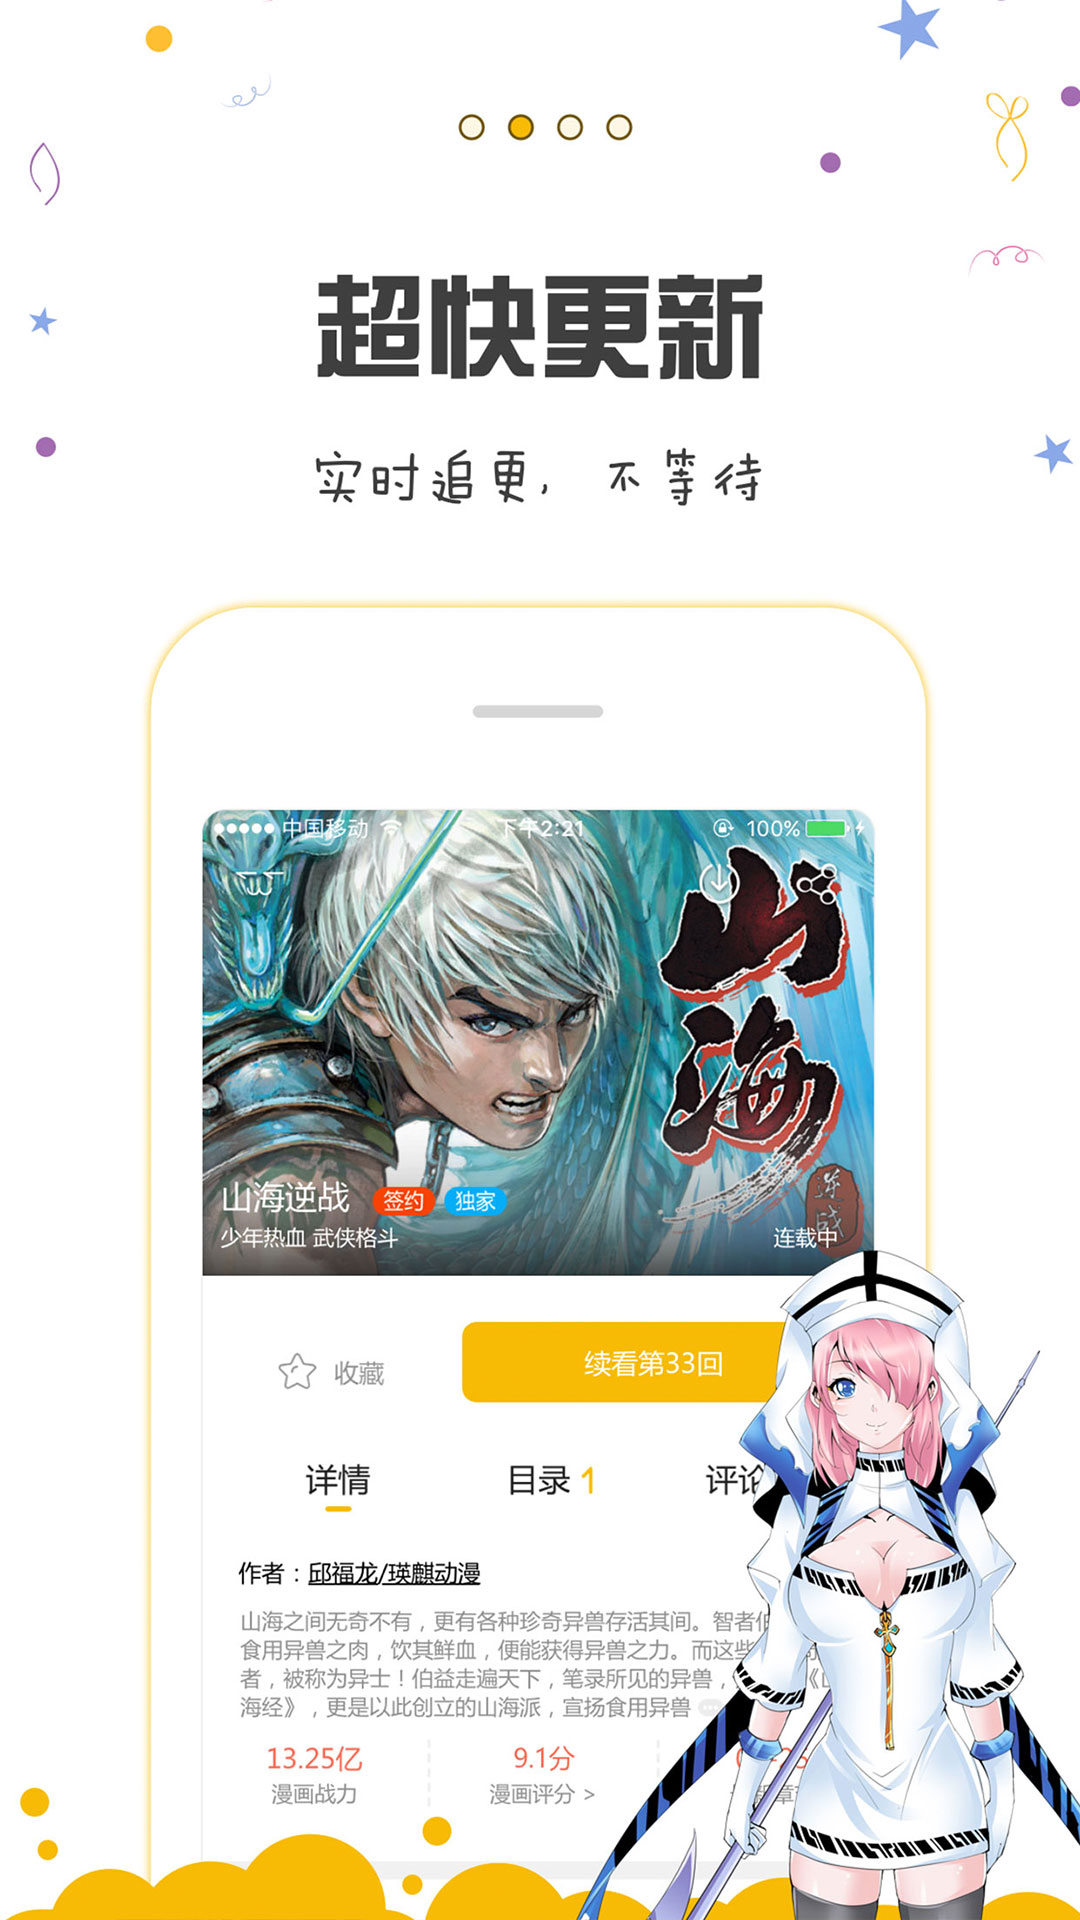 超快更新
实时追更，不等待
中国移动 下午2:21 100%
山海
逆战
山海逆战 签约 独家
少年热血 武侠格斗 连载中
收藏 续看第33回
详情 目录 1 评论
作者：邱福龙/瑛麒动漫
山海之间无奇不有，更有各种珍奇异兽存活其间。智者
食用异兽之肉，饮其鲜血，便能获得异兽之力。而这些
者，被称为异士！伯益走遍天下，笔录所见的异兽，《山
海经》，更是以此创立的山海派，宣扬食用异兽
13.25亿 9.1分
漫画战力 漫画评分 >